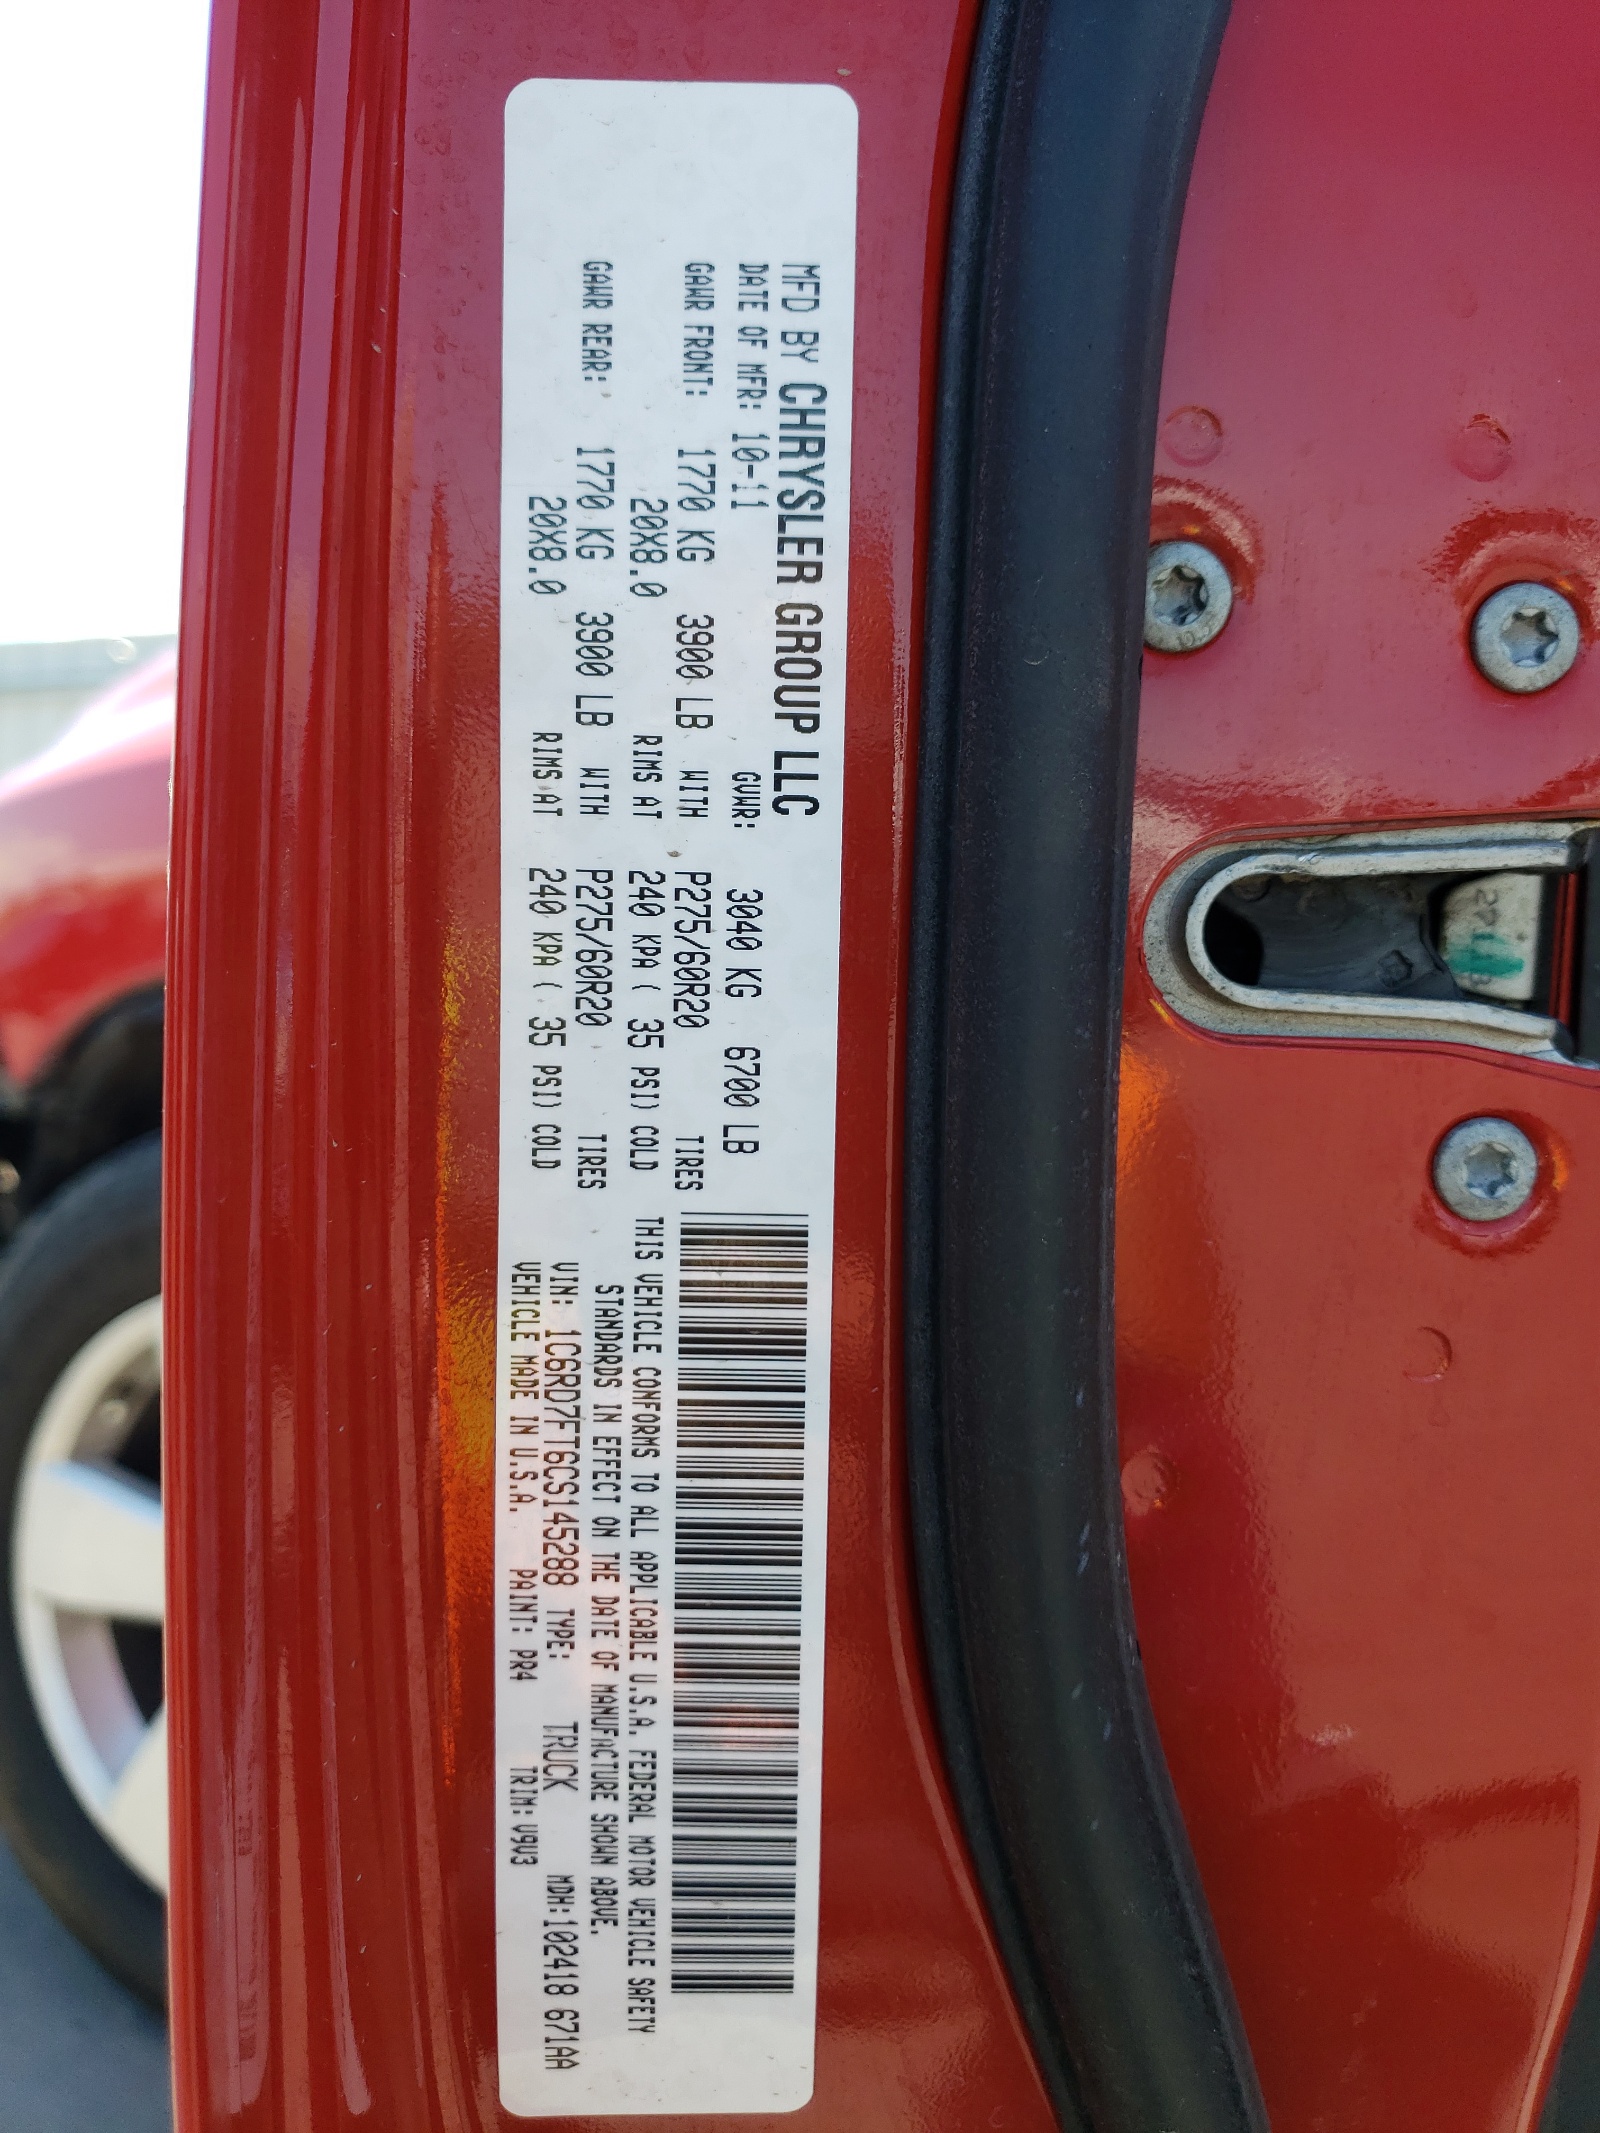 MFD BY CHRYSLER GROUP LLC
DATE OF MFR: 10-11 GVWR: 3040 KG 6700 LB
GAWR FRONT: 1770 KG 3900 LB WITH P275/60R20 TIRES
20X8.0 RIMS AT 240 KPA ( 35 PSI) COLD
GAWR REAR: 1770 KG 3900 LB WITH P275/60R20 TIRES
20X8.0 RIMS AT 240 KPA ( 35 PSI) COLD
THIS VEHICLE CONFORMS TO ALL APPLICABLE U.S.A. FEDERAL MOTOR VEHICLE SAFETY
STANDARDS IN EFFECT ON THE DATE OF MANUFACTURE SHOWN ABOVE.
VIN: 1C6RD7FT6CS145288 TYPE: TRUCK MDH:102418 671AA
VEHICLE MADE IN U.S.A. PAINT: PR4 TRIM: V9V3